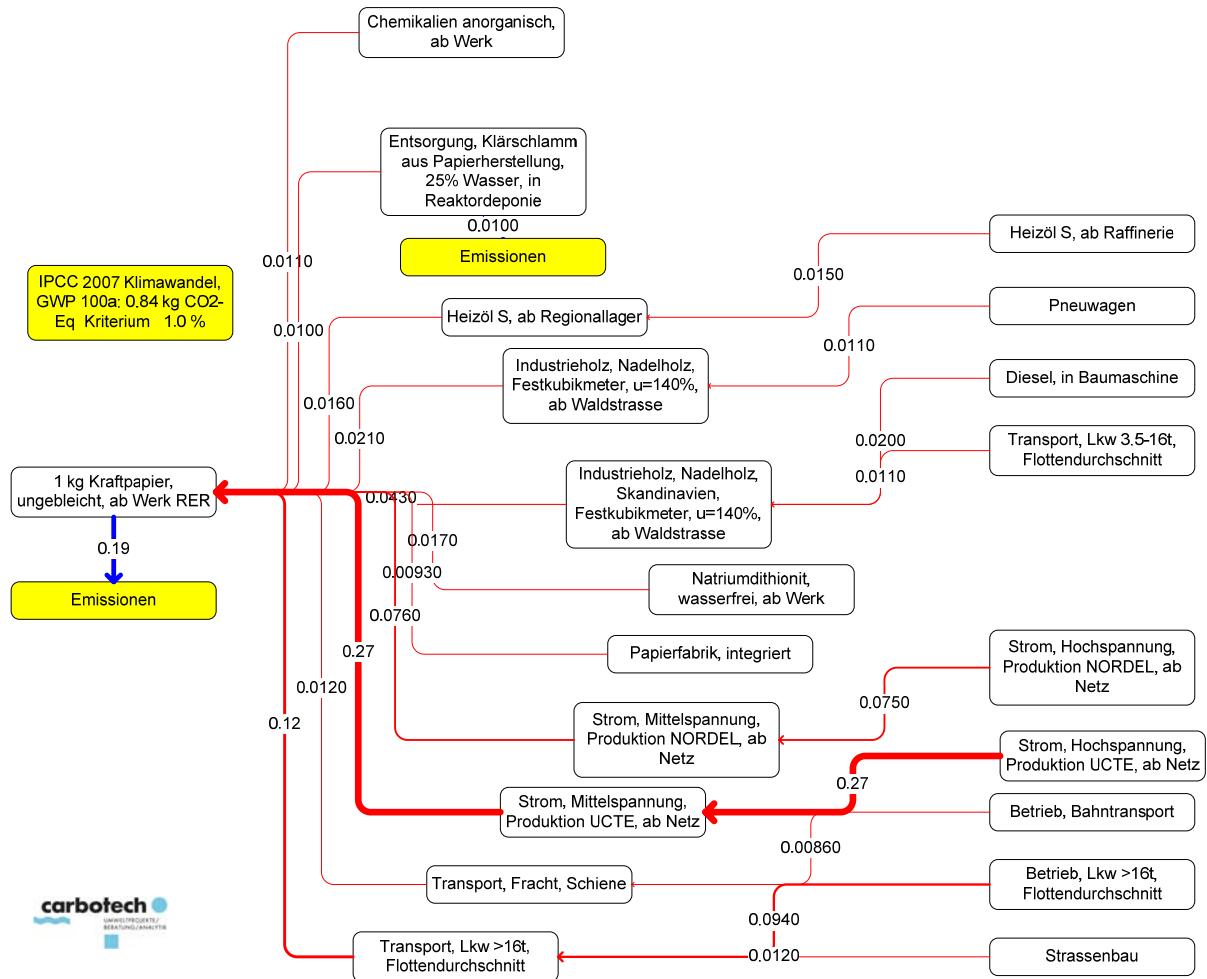 Chemikalien anorganisch,
ab Werk
Entsorgung, Klärschlamm
aus Papierherstellung,
25% Wasser, in
Reaktordeponie
0.0100
Emissionen
Heizöl S, ab Raffinerie
0.0110
0.0150
IPCC 2007 Klimawandel,
GWP 100a: 0.84 kg CO2-
Eq Kriterium 1.0 %
Pneuwagen
0.0100
Heizöl S, ab Regionallager
0.0110
Industrieholz, Nadelholz,
Festkubikmeter, u=140%,
ab Waldstrasse
Diesel, in Baumaschine
0.0160
0.0210
0.0200
Transport, Lkw 3.5-16t,
Flottendurchschnitt
1 kg Kraftpapier,
ungebleicht, ab Werk RER
0.0430
0.0110
Industrieholz, Nadelholz,
Skandinavien,
Festkubikmeter, u=140%,
ab Waldstrasse
0.19
0.0170
0.00930
Natriumdithionit,
wasserfrei, ab Werk
Emissionen
0.0760
0.27
Papierfabrik, integriert
Strom, Hochspannung,
Produktion NORDEL, ab
Netz
0.0120
0.0750
0.12
Strom, Mittelspannung,
Produktion NORDEL, ab
Netz
Strom, Hochspannung,
Produktion UCTE, ab Netz
0.27
Strom, Mittelspannung,
Produktion UCTE, ab Netz
Betrieb, Bahntransport
0.00860
Transport, Fracht, Schiene
Betrieb, Lkw >16t,
Flottendurchschnitt
0.0940
carbotech
UMWELTPROJEKTE/
BERATUNG/ANALYTIK
Transport, Lkw >16t,
Flottendurchschnitt
0.0120
Strassenbau